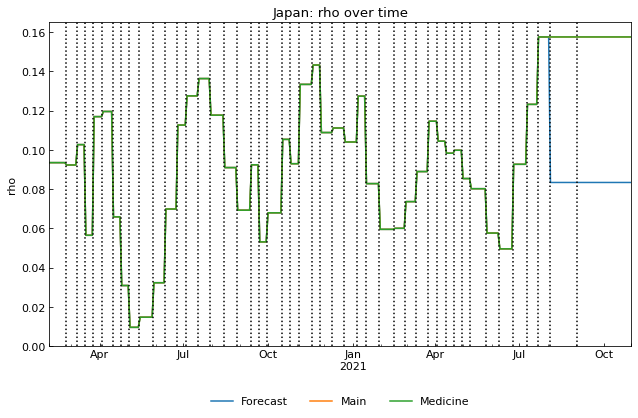 Japan: rho over time
0.16
0.14
0.12
0.10
0.08
0.06
0.04
0.02
0.00
rho
Apr Jul Oct Jan Apr Jul Oct
2021
Forecast Main Medicine